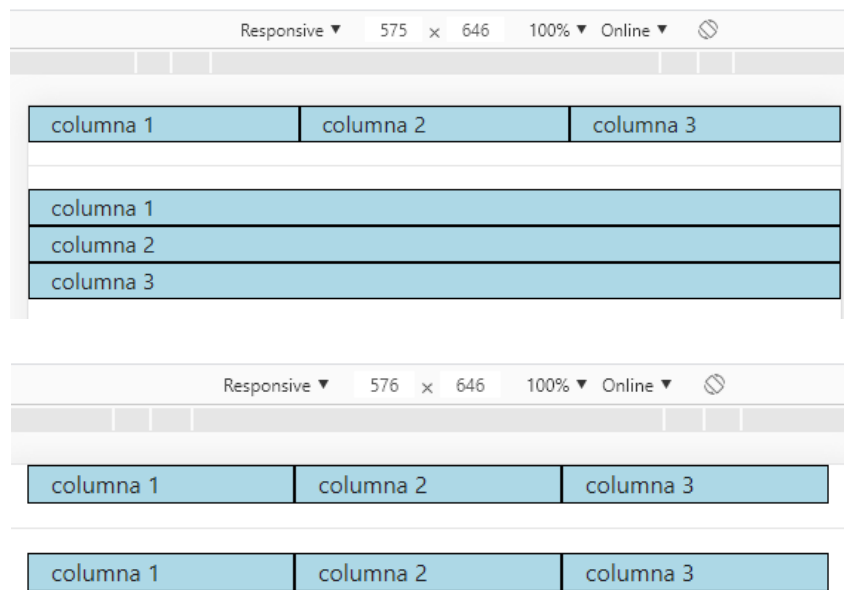 Responsive ▼ 575 × 646 100% ▼ Online ▼
columna 1 columna 2 columna 3
columna 1
columna 2
columna 3
Responsive ▼ 576 × 646 100% ▼ Online ▼
columna 1 columna 2 columna 3
columna 1 columna 2 columna 3